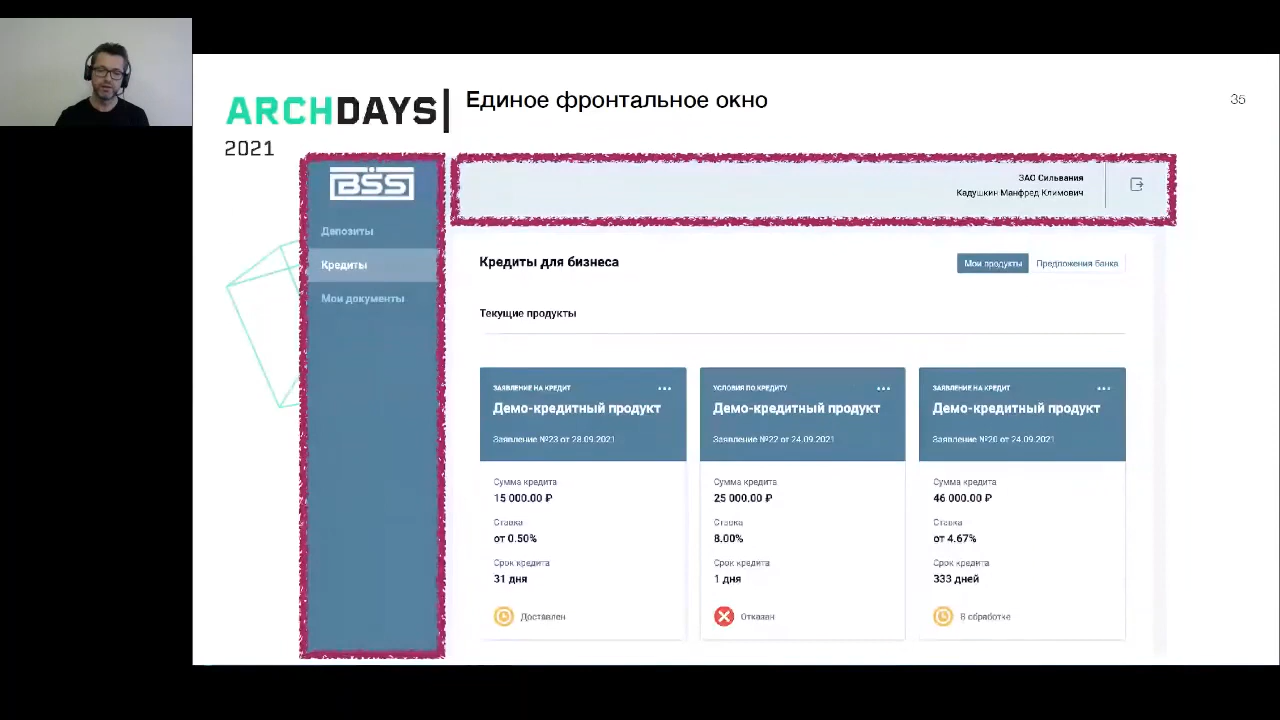 ARCHDAYS
2021
Единое фронтальное окно
35
BSS
Депозиты
Кредиты
Мои документы
ЗАО Сильвания
Кадушкин Манфред Климович
Кредиты для бизнеса
Мои продукты
Предложения банка
Текущие продукты
ЗАЯВЛЕНИЕ НА КРЕДИТ
Демо-кредитный продукт
Заявление №23 от 28.09.2021
Сумма кредита
15 000.00 ₽
Ставка
от 0.50%
Срок кредита
31 дня
Доставлен
УСЛОВИЯ ПО КРЕДИТУ
Демо-кредитный продукт
Заявление №22 от 24.09.2021
Сумма кредита
25 000.00 ₽
Ставка
8.00%
Срок кредита
1 дня
Отказан
ЗАЯВЛЕНИЕ НА КРЕДИТ
Демо-кредитный продукт
Заявление №20 от 24.09.2021
Сумма кредита
46 000.00 ₽
Ставка
от 4.67%
Срок кредита
333 дней
В обработке